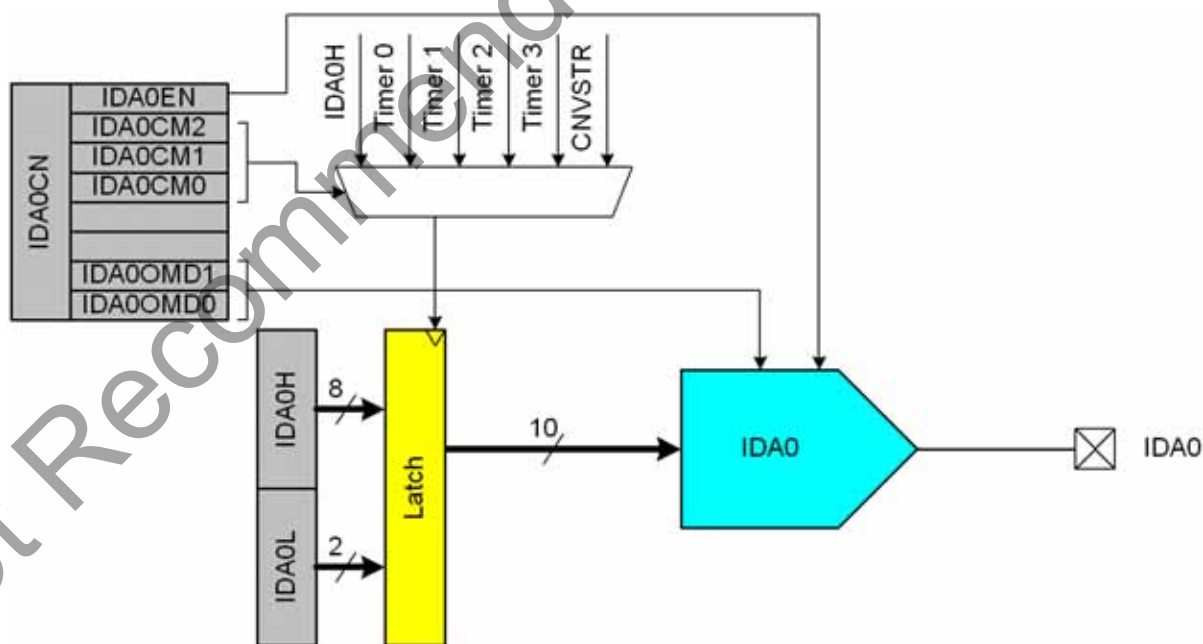 IDA0CN
IDA0EN
IDA0CM2
IDA0CM1
IDA0CM0
IDA0OMD1
IDA0OMD0
IDA0H
Timer 0
Timer 1
Timer 2
Timer 3
CNVSTR
IDA0H
8
IDA0L
2
Latch
10
IDA0
IDA0
Recommend